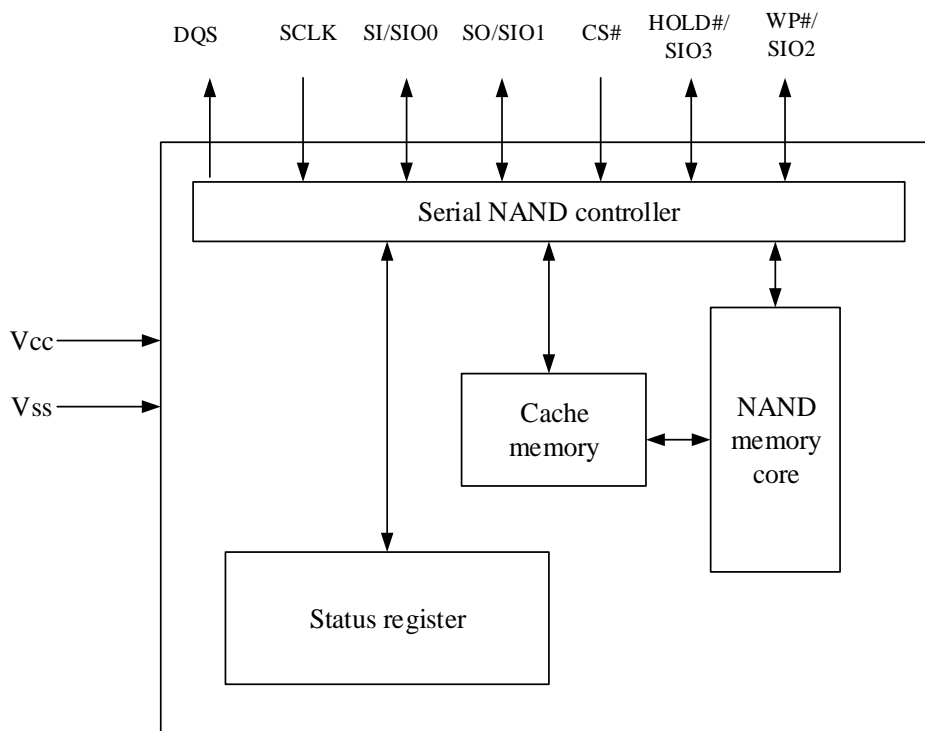 DQS
SCLK
SI/SIO0
SO/SIO1
CS#
HOLD#/
SIO3
WP#/
SIO2
Serial NAND controller
Vcc
Vss
Cache
memory
NAND
memory
core
Status register